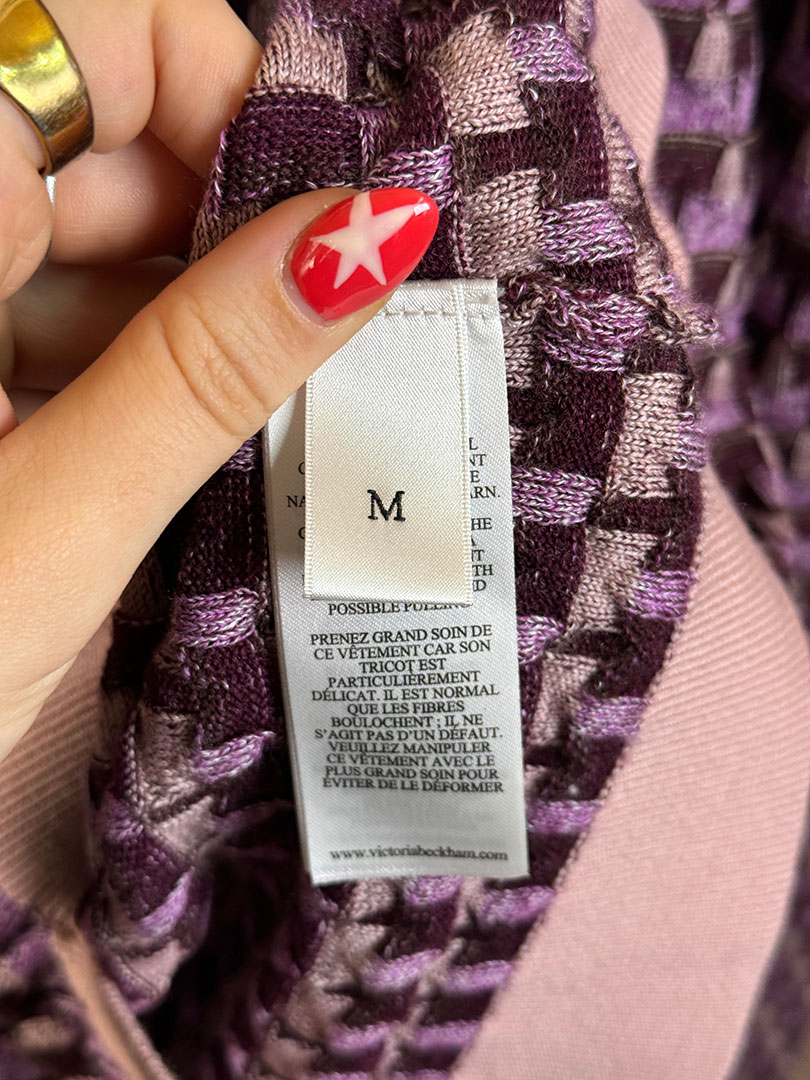 M
POSSIBLE PULLING
PRENEZ GRAND SOIN DE
CE VÊTEMENT CAR SON
TRICOT EST
PARTICULIÈREMENT
DÉLICAT. IL EST NORMAL
QUE LES FIBRES
BOULOCHENT ; IL NE
S'AGIT PAS D'UN DÉFAUT.
VEUILLEZ MANIPULER
CE VÊTEMENT AVEC LE
PLUS GRAND SOIN POUR
ÉVITER DE LE DÉFORMER
www.victoriabeckham.com